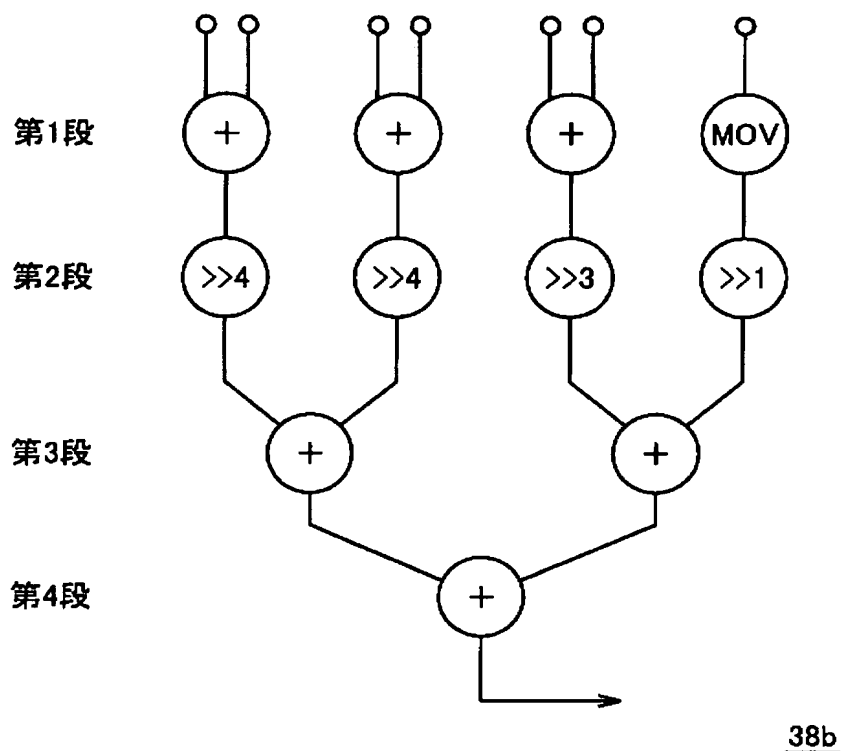 第1段 + + + MOV
第2段 >>4 >>4 >>3 >>1
第3段 + +
第4段 +
38b